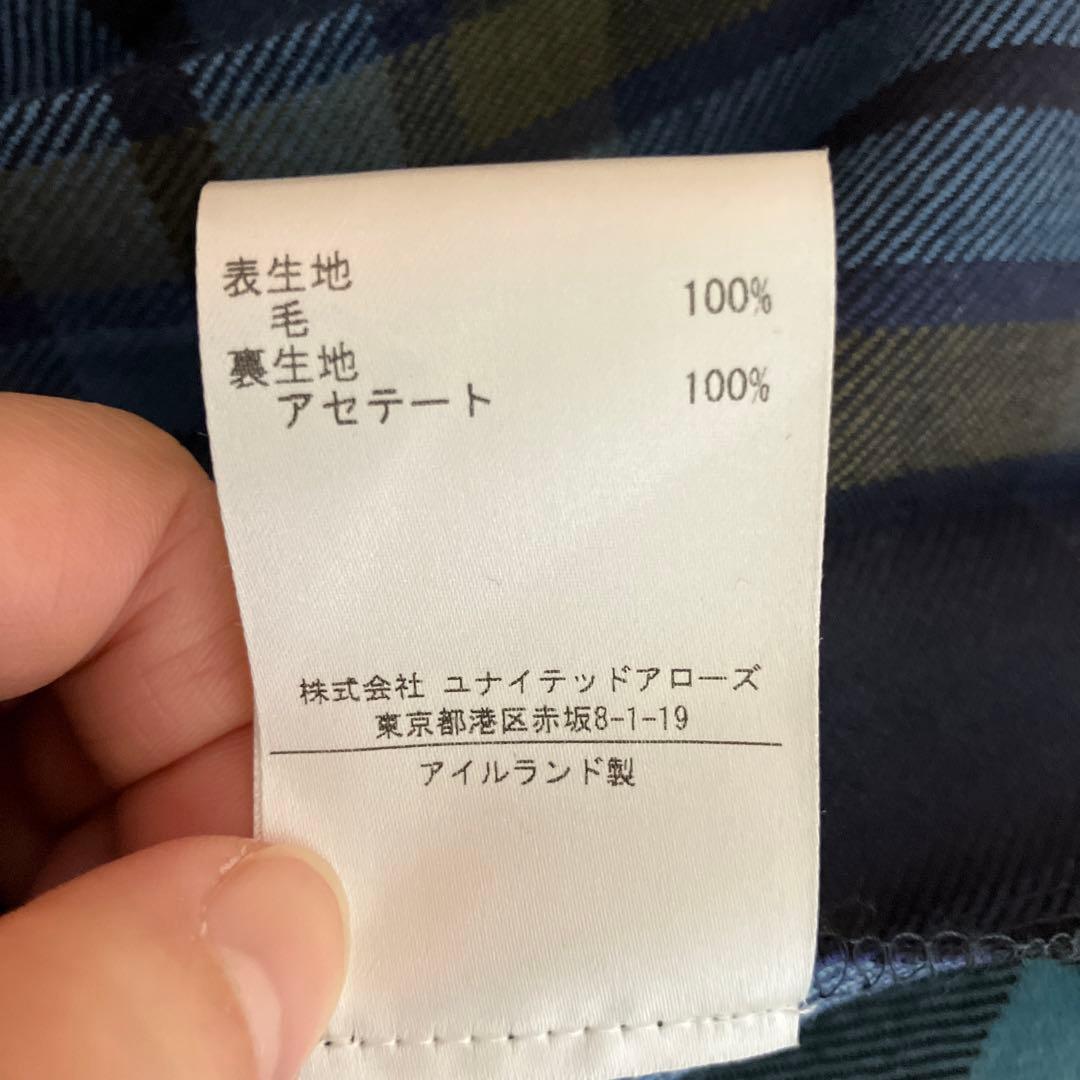 表生地
毛 100%
裏生地
アセテート 100%
株式会社 ユナイテッドアローズ
東京都港区赤坂8-1-19
アイルランド製